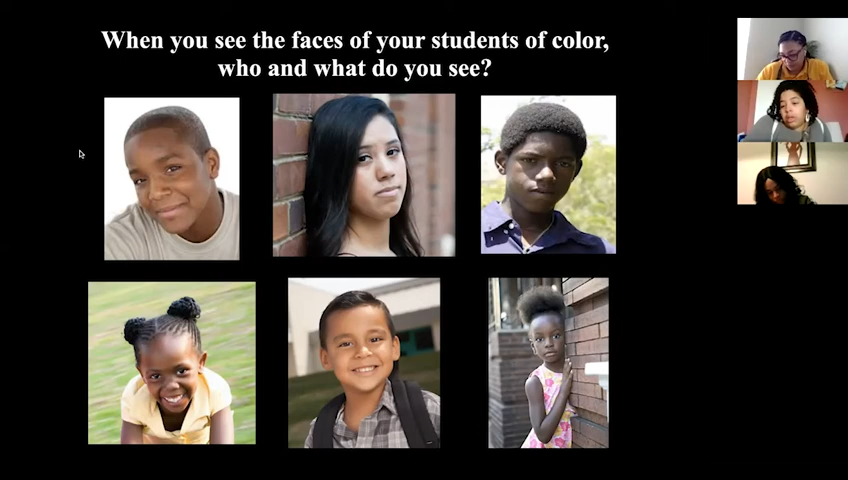 When you see the faces of your students of color,
who and what do you see?